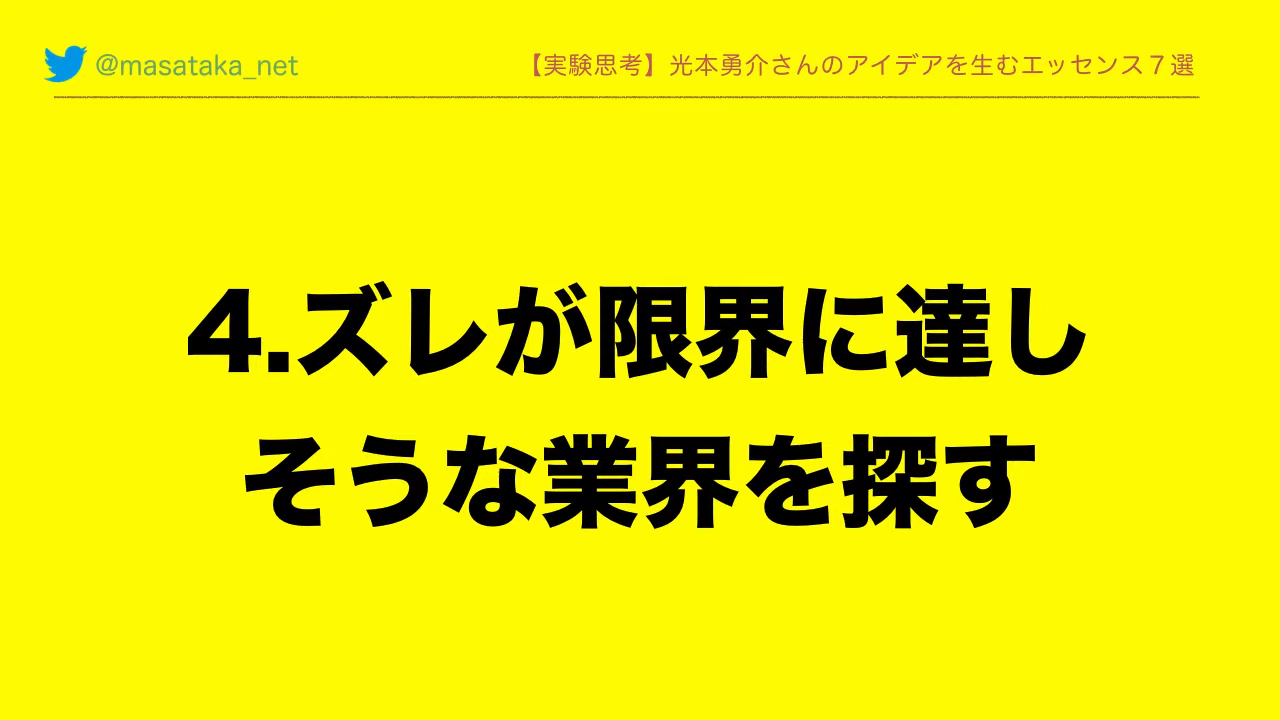 @masataka_net
【実験思考】光本勇介さんのアイデアを生むエッセンス７選
4.ズレが限界に達し
そうな業界を探す